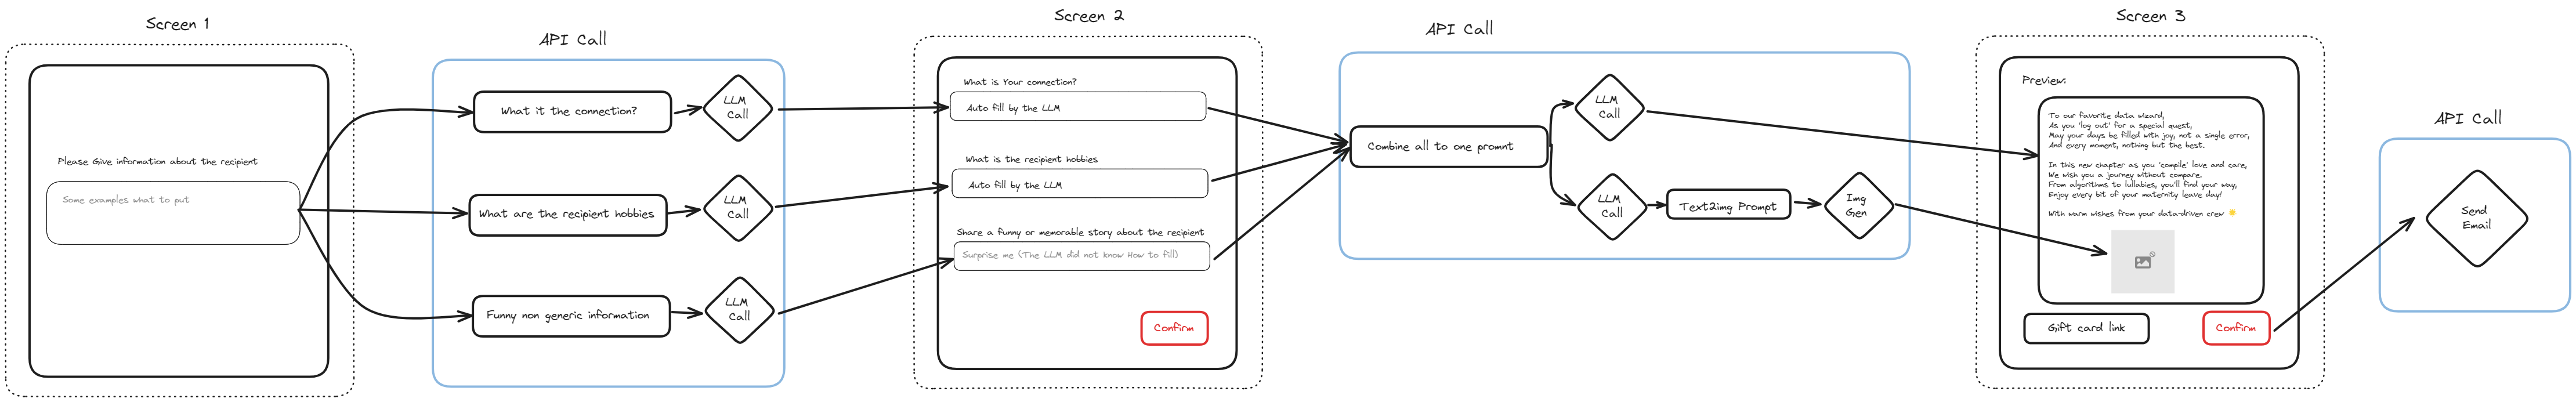 Screen 1
Please Give information about the recipient
Some examples what to put
API Call
What it the connection?
LLM
Call
What are the recipient hobbies
LLM
Call
Funny non generic information
LLM
Call
Screen 2
What is Your connection?
Auto fill by the LLM
What is the recipient hobbies
Auto fill by the LLM
Share a funny or memorable story about the recipient
Surprise me (The LLM did not know How to fill)
Confirm
API Call
Combine all to one promnt
LLM
Call
LLM
Call
Text2img Prompt
Img
Gen
Screen 3
Preview:
To our favorite data wizard,
As you 'log out' for a special quest,
May your days be filled with joy, not a single error,
And every moment, nothing but the best.
In this new chapter as you 'compile' love and care,
We wish you a journey without compare.
From algorithms to lullabies, you'll find your way,
Enjoy every bit of your maternity leave day!
With warm wishes from your data-driven crew ☀️
Gift card link
Confirm
API Call
Send
Email